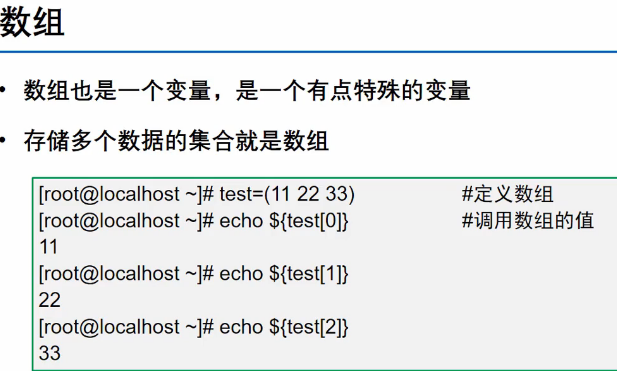 数组
• 数组也是一个变量，是一个有点特殊的变量
• 存储多个数据的集合就是数组
[root@localhost ~]# test=(11 22 33) #定义数组
[root@localhost ~]# echo ${test[0]} #调用数组的值
11
[root@localhost ~]# echo ${test[1]}
22
[root@localhost ~]# echo ${test[2]}
33